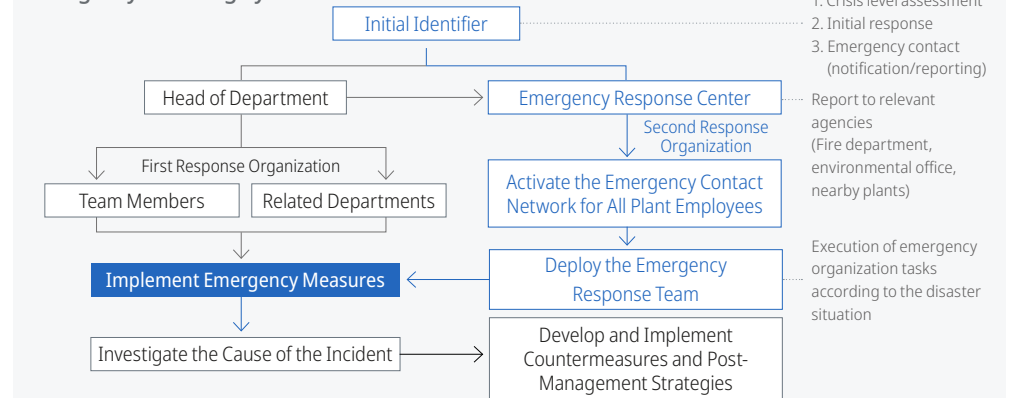 1. Crisis level assessment
Initial Identifier
2. Initial response
3. Emergency contact
(notification/reporting)
Head of Department
Emergency Response Center
Report to relevant
agencies
(Fire department,
environmental office,
nearby plants)
Second Response
Organization
First Response Organization
Team Members
Related Departments
Activate the Emergency Contact
Network for All Plant Employees
Implement Emergency Measures
Deploy the Emergency
Response Team
Execution of emergency
organization tasks
according to the disaster
situation
Investigate the Cause of the Incident
Develop and Implement
Countermeasures and Post-
Management Strategies